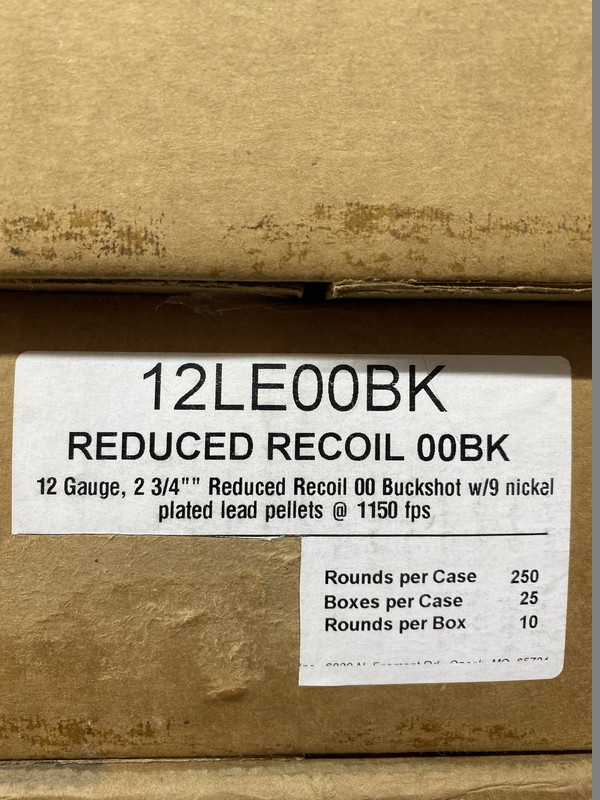 12LE00BK
REDUCED RECOIL 00BK
12 Gauge, 2 3/4"" Reduced Recoil 00 Buckshot w/9 nickel
plated lead pellets @ 1150 fps
Rounds per Case 250
Boxes per Case 25
Rounds per Box 10